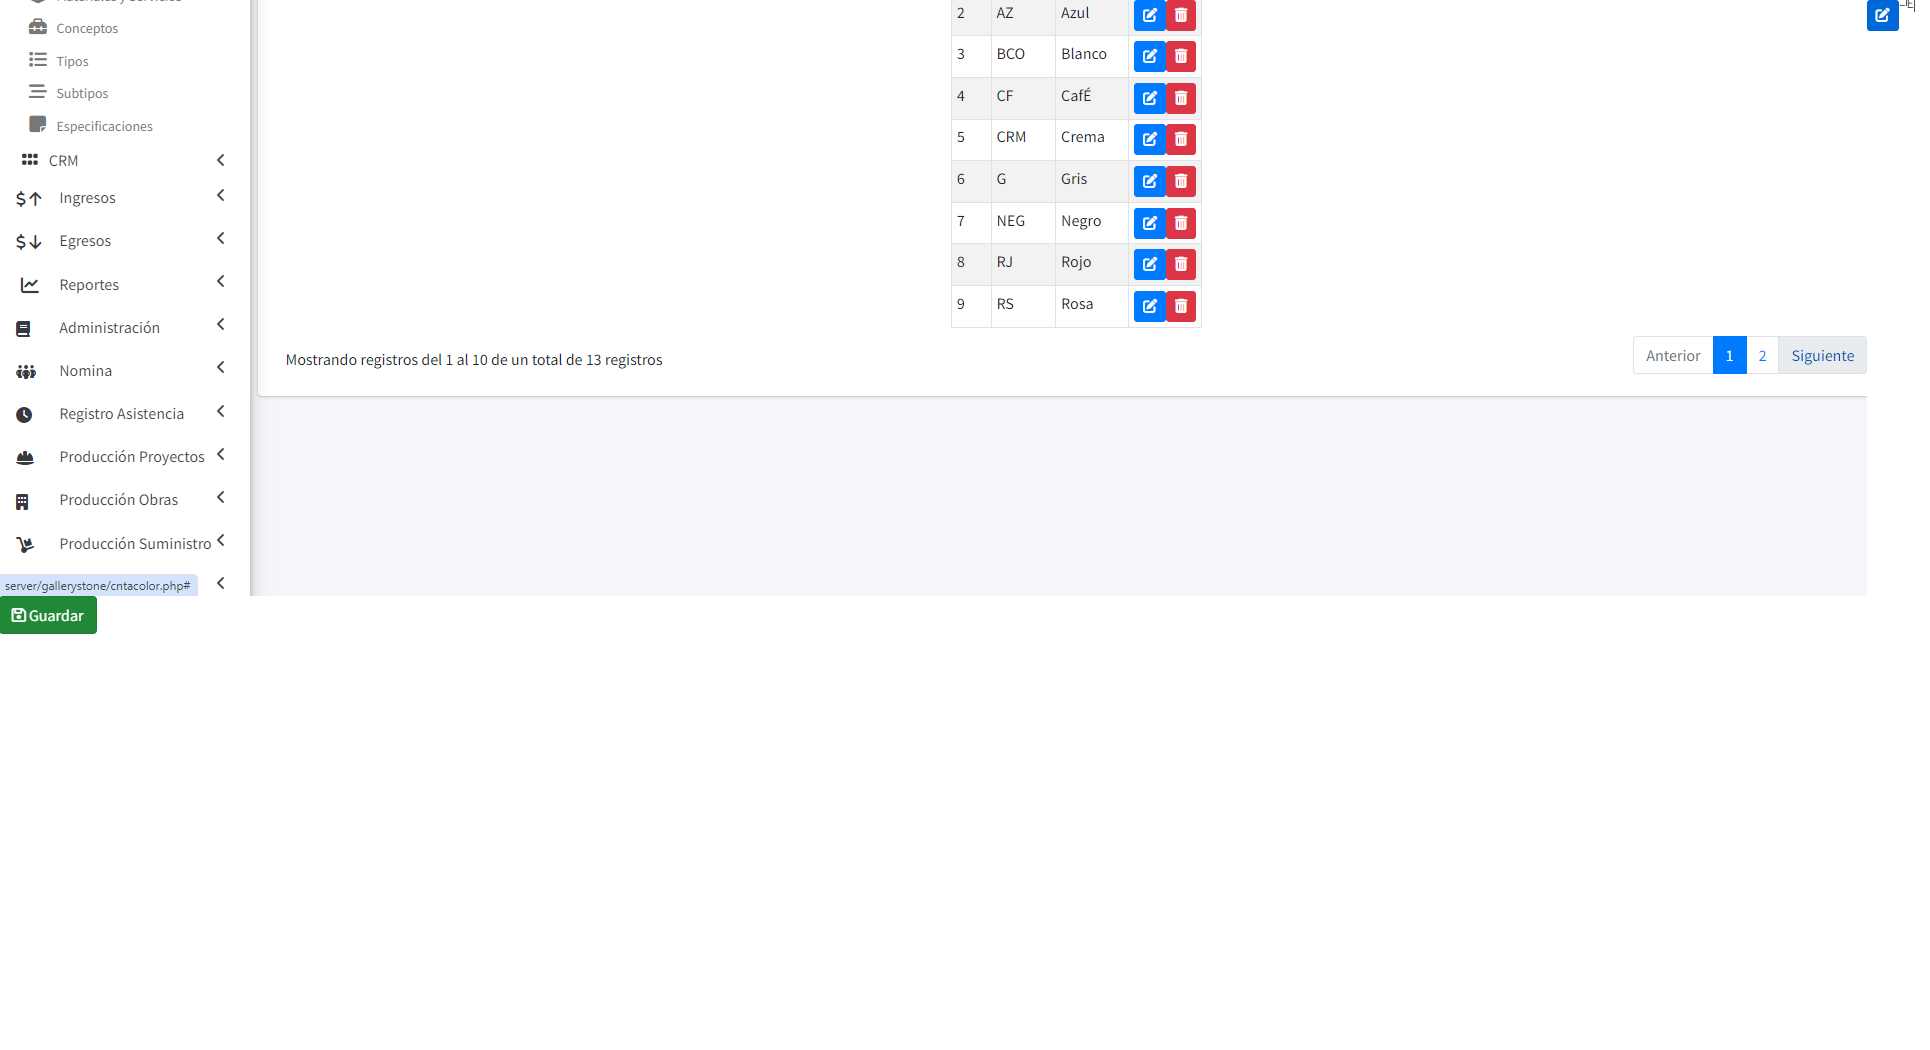 Conceptos
Tipos
Subtipos
Especificaciones
CRM
Ingresos
Egresos
Reportes
Administración
Nomina
Registro Asistencia
Producción Proyectos
Producción Obras
Producción Suministro
server/gallerystone/cntacolor.php#
Guardar
2 AZ Azul
3 BCO Blanco
4 CF CafÉ
5 CRM Crema
6 G Gris
7 NEG Negro
8 RJ Rojo
9 RS Rosa
Mostrando registros del 1 al 10 de un total de 13 registros
Anterior 1 2 Siguiente